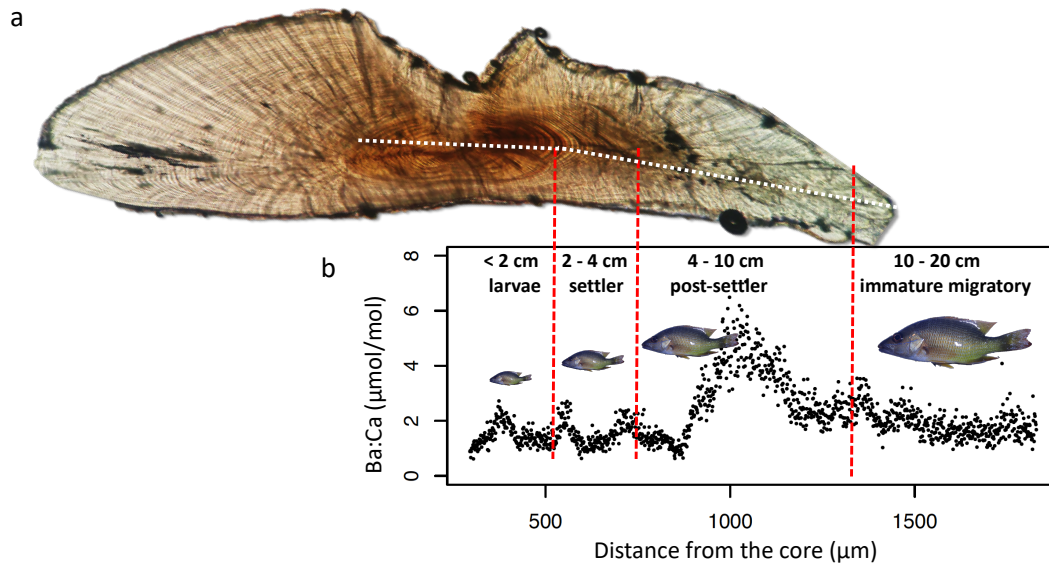 a
b
< 2 cm
larvae
2 - 4 cm
settler
4 - 10 cm
post-settler
10 - 20 cm
immature migratory
8
6
4
2
0
Ba:Ca (µmol/mol)
500
1000
1500
Distance from the core (µm)